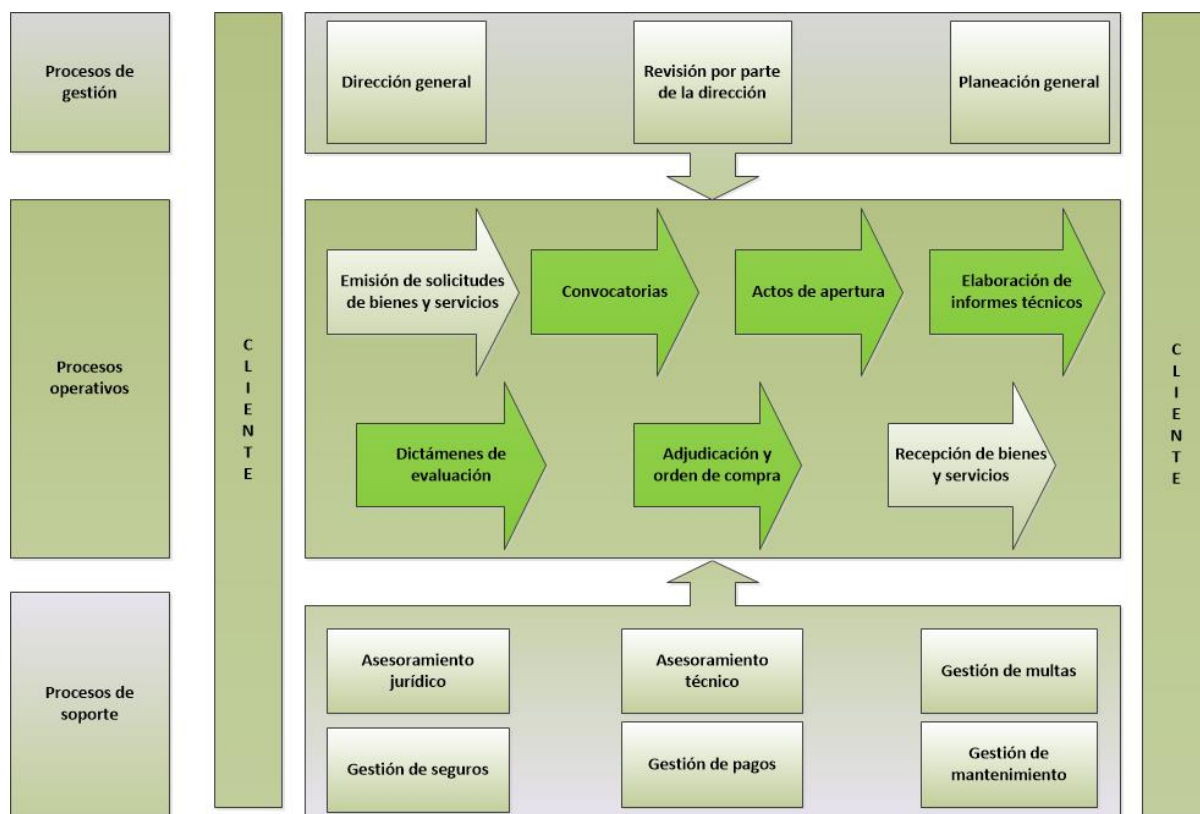 Procesos de
gestión
Dirección general
Revisión por parte
de la dirección
Planeación general
C
L
I
E
N
T
E
Procesos
operativos
Emisión de solicitudes
de bienes y servicios
Convocatorias
Actos de apertura
Elaboración de
informes técnicos
Dictámenes de
evaluación
Adjudicación y
orden de compra
Recepción de bienes
y servicios
C
L
I
E
N
T
E
Procesos de
soporte
Asesoramiento
jurídico
Asesoramiento
técnico
Gestión de multas
Gestión de seguros
Gestión de pagos
Gestión de
mantenimiento